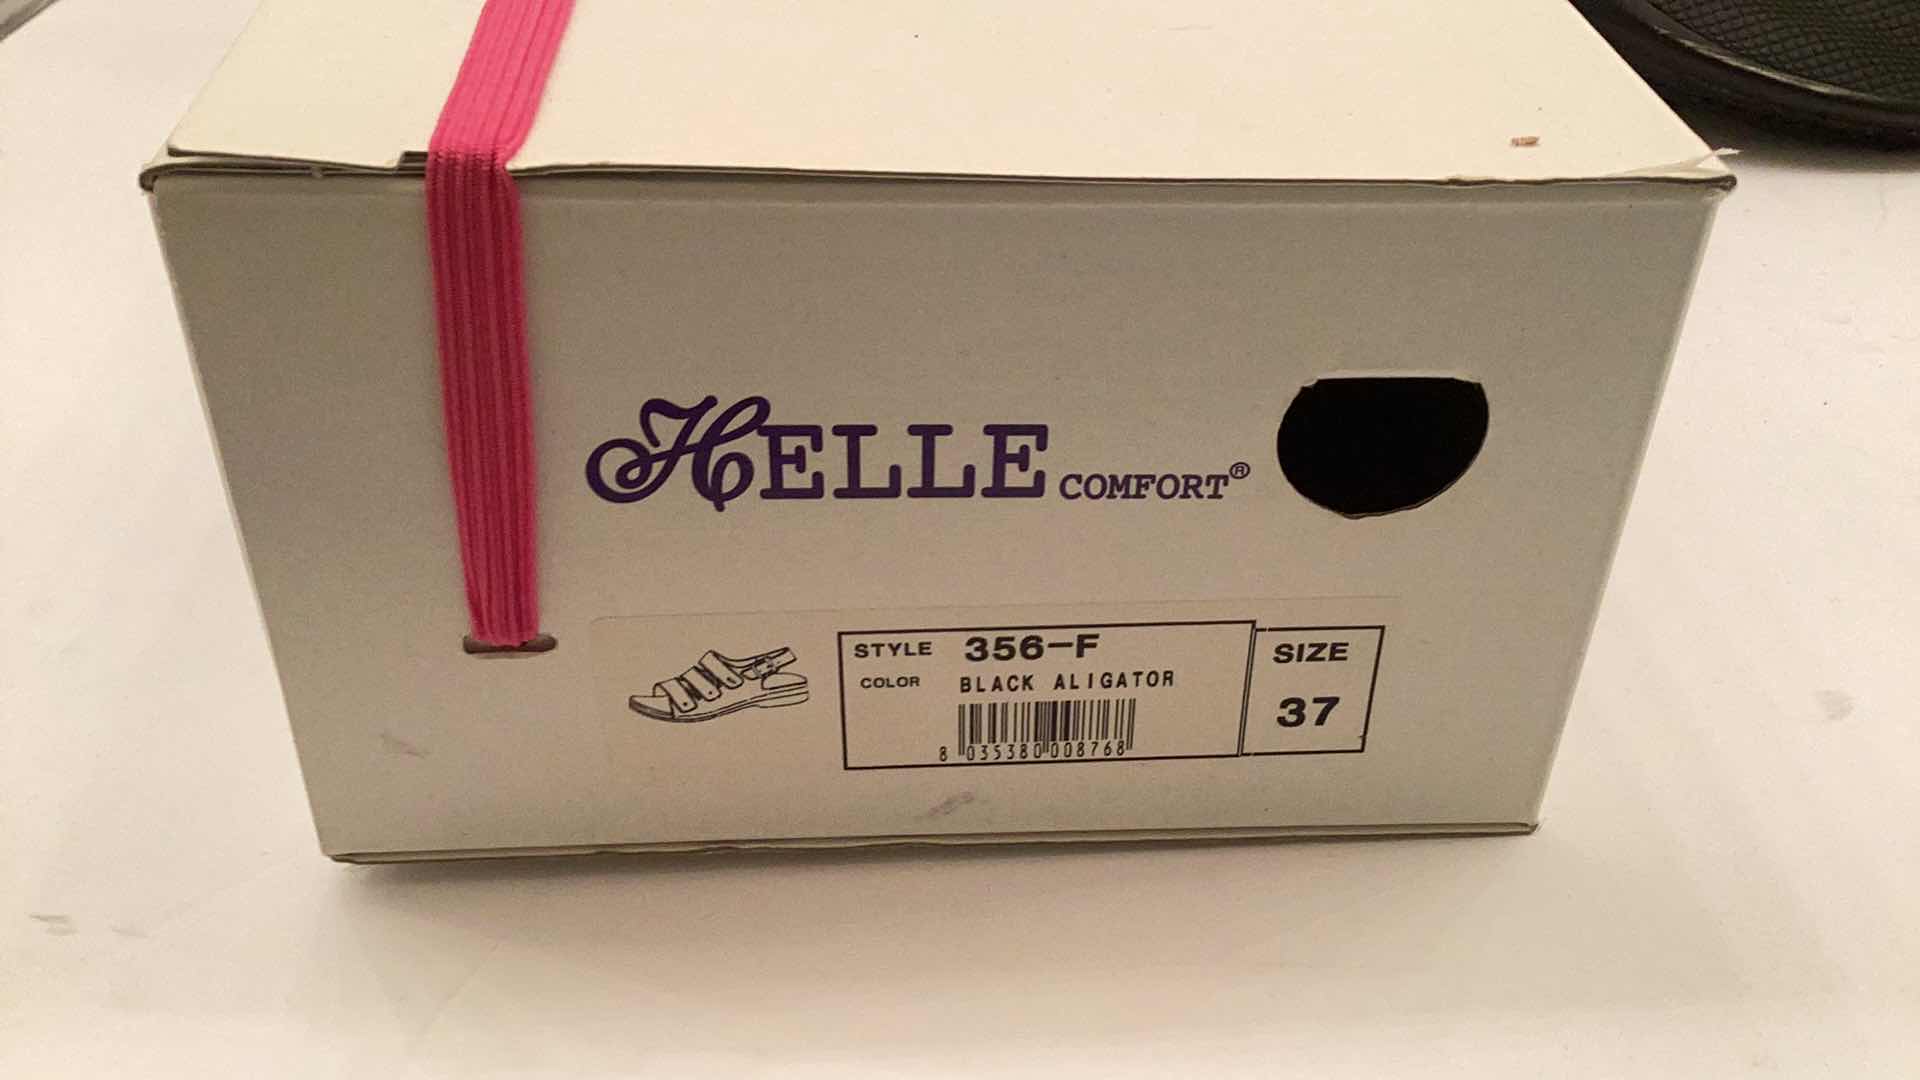 HELLE COMFORT®
STYLE 356-F
COLOR BLACK ALIGATOR
8 035380 008768
SIZE
37